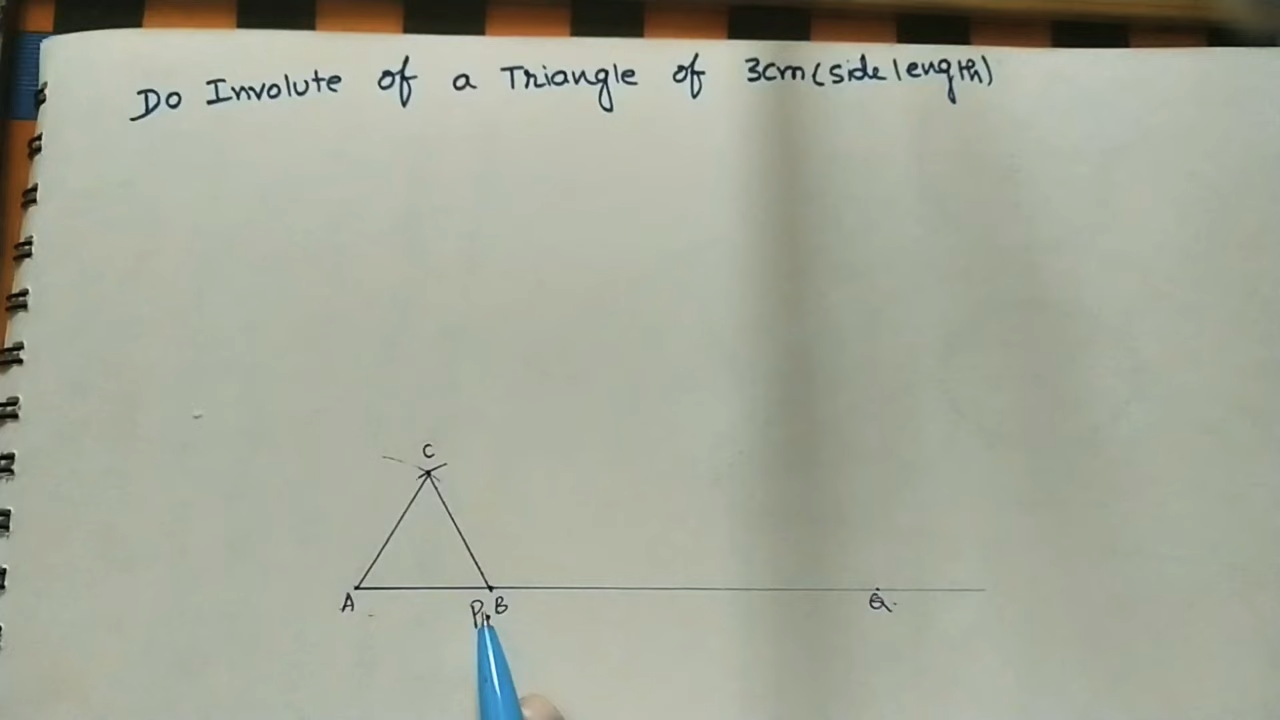 Do Involute of a Triangle of 3cm(side length)
C
A P,B Q.